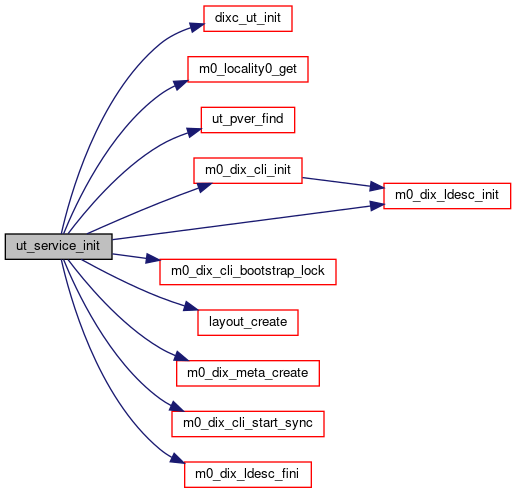 dixc_ut_init
m0_locality0_get
ut_pver_find
m0_dix_cli_init
m0_dix_ldesc_init
ut_service_init
m0_dix_cli_bootstrap_lock
layout_create
m0_dix_meta_create
m0_dix_cli_start_sync
m0_dix_ldesc_fini